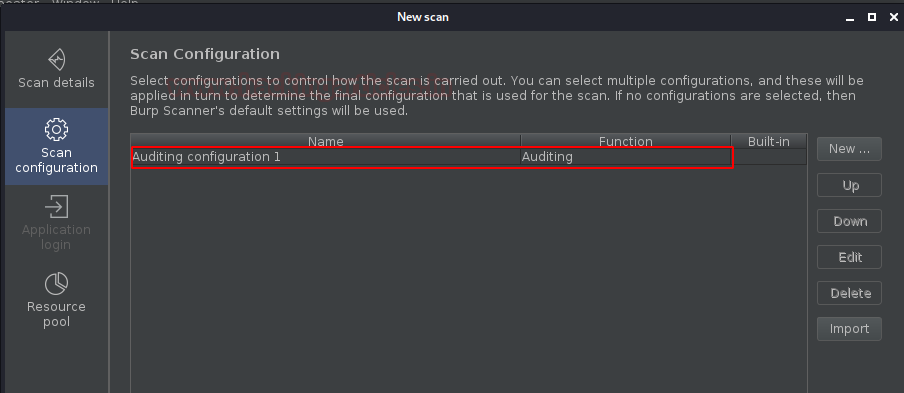 New scan
Scan details
Scan
configuration
Application
login
Resource
pool
Scan Configuration
Select configurations to control how the scan is carried out. You can select multiple configurations, and these will be
applied in turn to determine the final configuration that is used for the scan. If no configurations are selected, then
Burp Scanner's default settings will be used.
Name Function Built-in
Auditing configuration 1 Auditing
New ...
Up
Down
Edit
Delete
Import